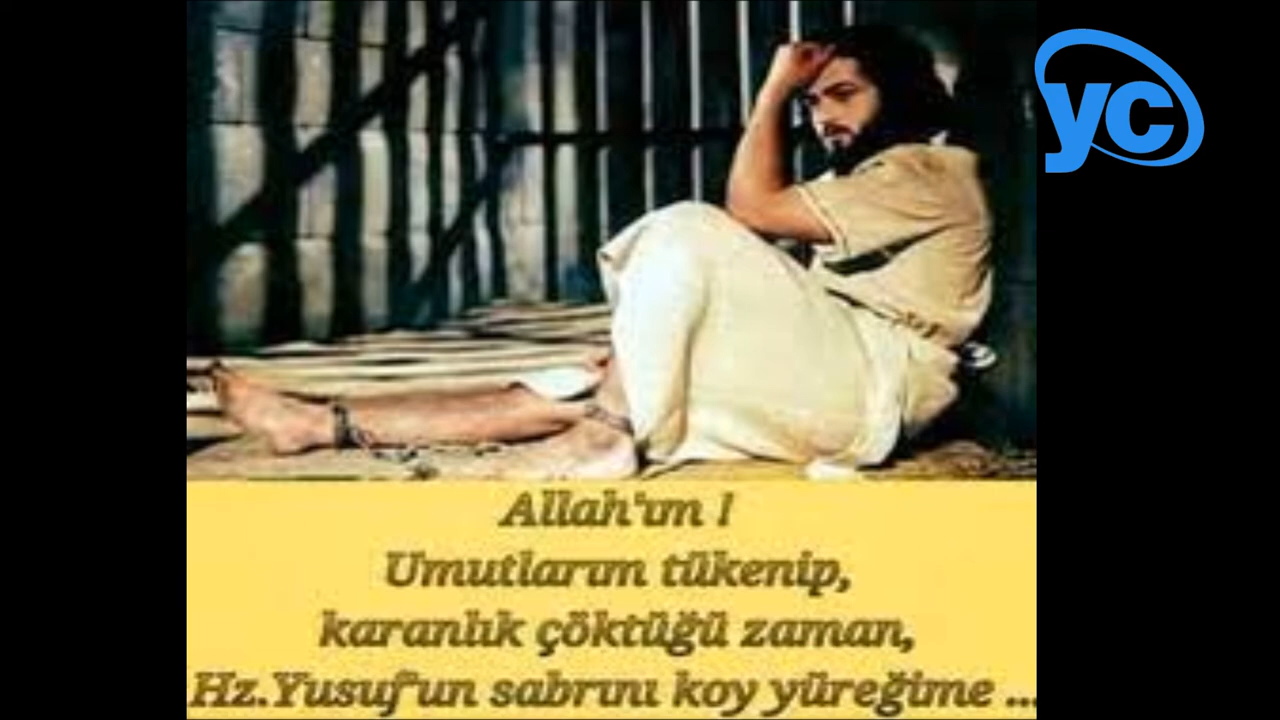 yc
Allah'ım !
Umutlarım tükenip,
karanlık çöktüğü zaman,
Hz.Yusuf'un sabrını koy yüreğime ...